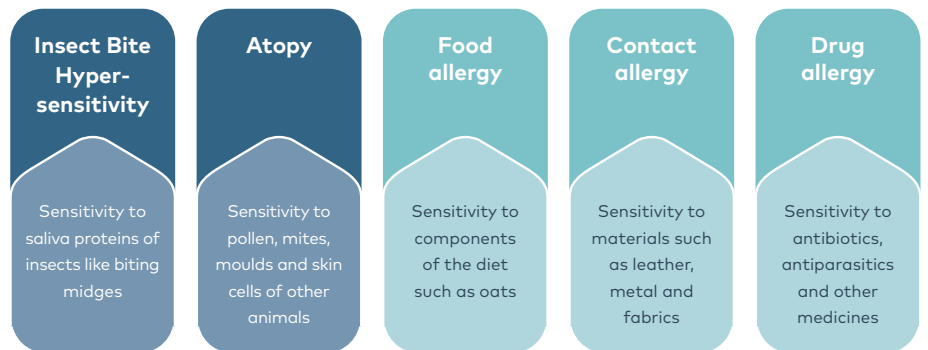 Insect Bite
Hyper-
sensitivity
Sensitivity to
saliva proteins of
insects like biting
midges
Atopy
Sensitivity to
pollen, mites,
moulds and skin
cells of other
animals
Food
allergy
Sensitivity to
components
of the diet
such as oats
Contact
allergy
Sensitivity to
materials such
as leather,
metal and
fabrics
Drug
allergy
Sensitivity to
antibiotics,
antiparasitics
and other
medicines